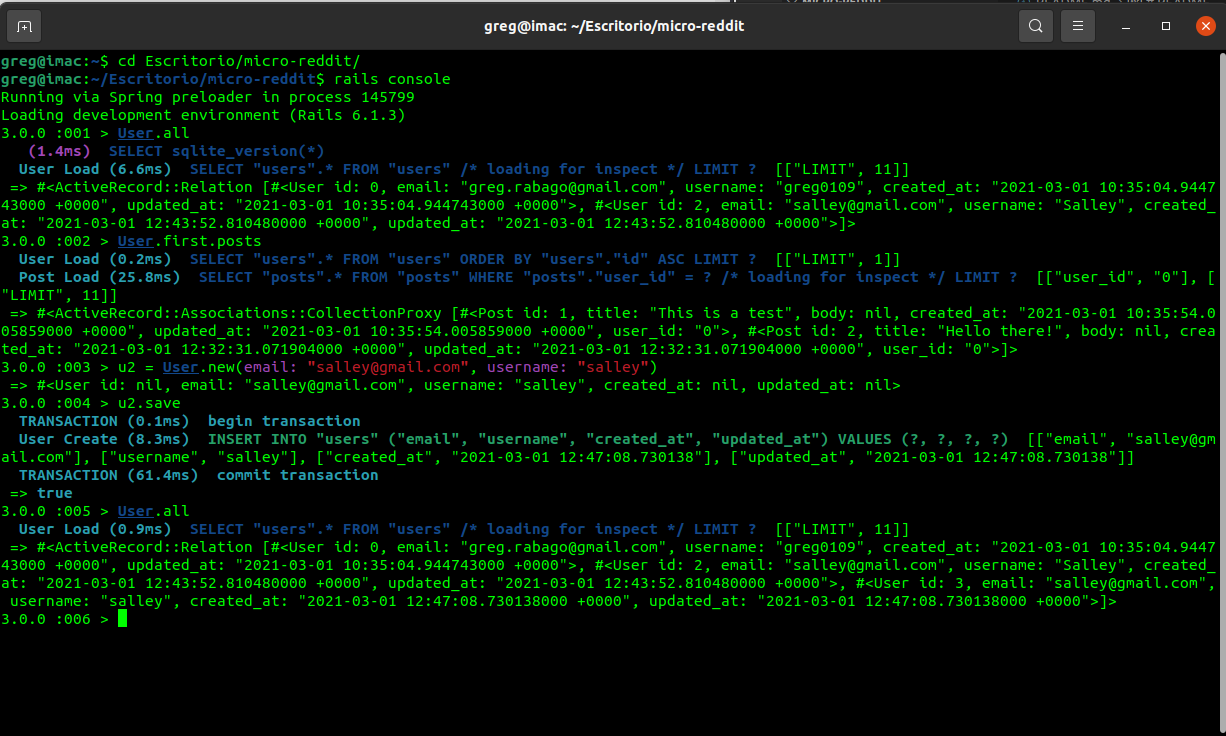 greg@imac: ~/Escritorio/micro-reddit
greg@imac:~$ cd Escritorio/micro-reddit/
greg@imac:~/Escritorio/micro-reddit$ rails console
Running via Spring preloader in process 145799
Loading development environment (Rails 6.1.3)
3.0.0 :001 > User.all
   (1.4ms)  SELECT sqlite_version(*)
  User Load (6.6ms)  SELECT "users".* FROM "users" /* loading for inspect */ LIMIT ?  [["LIMIT", 11]]
 => #<ActiveRecord::Relation [#<User id: 0, email: "greg.rabago@gmail.com", username: "greg0109", created_at: "2021-03-01 10:35:04.9447
43000 +0000", updated_at: "2021-03-01 10:35:04.944743000 +0000">, #<User id: 2, email: "salley@gmail.com", username: "Salley", created_
at: "2021-03-01 12:43:52.810480000 +0000", updated_at: "2021-03-01 12:43:52.810480000 +0000">]>
3.0.0 :002 > User.first.posts
  User Load (0.2ms)  SELECT "users".* FROM "users" ORDER BY "users"."id" ASC LIMIT ?  [["LIMIT", 1]]
  Post Load (25.8ms)  SELECT "posts".* FROM "posts" WHERE "posts"."user_id" = ? /* loading for inspect */ LIMIT ?  [["user_id", "0"], [
"LIMIT", 11]]
 => #<ActiveRecord::Associations::CollectionProxy [#<Post id: 1, title: "This is a test", body: nil, created_at: "2021-03-01 10:35:54.0
05859000 +0000", updated_at: "2021-03-01 10:35:54.005859000 +0000", user_id: "0">, #<Post id: 2, title: "Hello there!", body: nil, crea
ted_at: "2021-03-01 12:32:31.071904000 +0000", updated_at: "2021-03-01 12:32:31.071904000 +0000", user_id: "0">]>
3.0.0 :003 > u2 = User.new(email: "salley@gmail.com", username: "salley")
 => #<User id: nil, email: "salley@gmail.com", username: "salley", created_at: nil, updated_at: nil>
3.0.0 :004 > u2.save
  TRANSACTION (0.1ms)  begin transaction
  User Create (8.3ms)  INSERT INTO "users" ("email", "username", "created_at", "updated_at") VALUES (?, ?, ?, ?)  [["email", "salley@gm
ail.com"], ["username", "salley"], ["created_at", "2021-03-01 12:47:08.730138"], ["updated_at", "2021-03-01 12:47:08.730138"]]
  TRANSACTION (61.4ms)  commit transaction
 => true
3.0.0 :005 > User.all
  User Load (0.9ms)  SELECT "users".* FROM "users" /* loading for inspect */ LIMIT ?  [["LIMIT", 11]]
 => #<ActiveRecord::Relation [#<User id: 0, email: "greg.rabago@gmail.com", username: "greg0109", created_at: "2021-03-01 10:35:04.9447
43000 +0000", updated_at: "2021-03-01 10:35:04.944743000 +0000">, #<User id: 2, email: "salley@gmail.com", username: "Salley", created_
at: "2021-03-01 12:43:52.810480000 +0000", updated_at: "2021-03-01 12:43:52.810480000 +0000">, #<User id: 3, email: "salley@gmail.com",
 username: "salley", created_at: "2021-03-01 12:47:08.730138000 +0000", updated_at: "2021-03-01 12:47:08.730138000 +0000">]>
3.0.0 :006 >